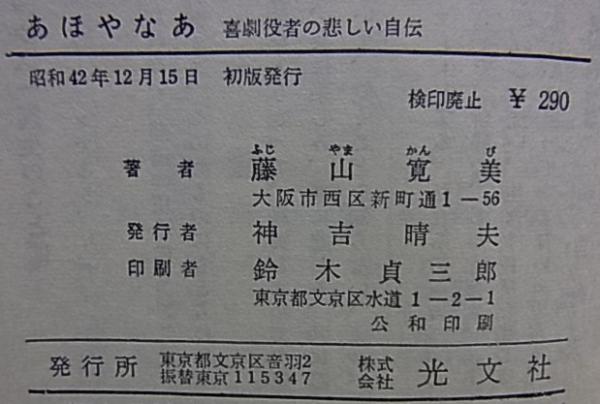 あほやなあ 喜劇役者の悲しい自伝
昭和42年12月15日 初版発行
検印廃止 ¥ 290
ふじ やま かん び
著者 藤山寛美
大阪市西区新町通1―56
発行者 神吉晴夫
印刷者 鈴木貞三郎
東京都文京区水道1―2―1
公和印刷
発行所 東京都文京区音羽2 株式 光文社
振替東京115347 会社